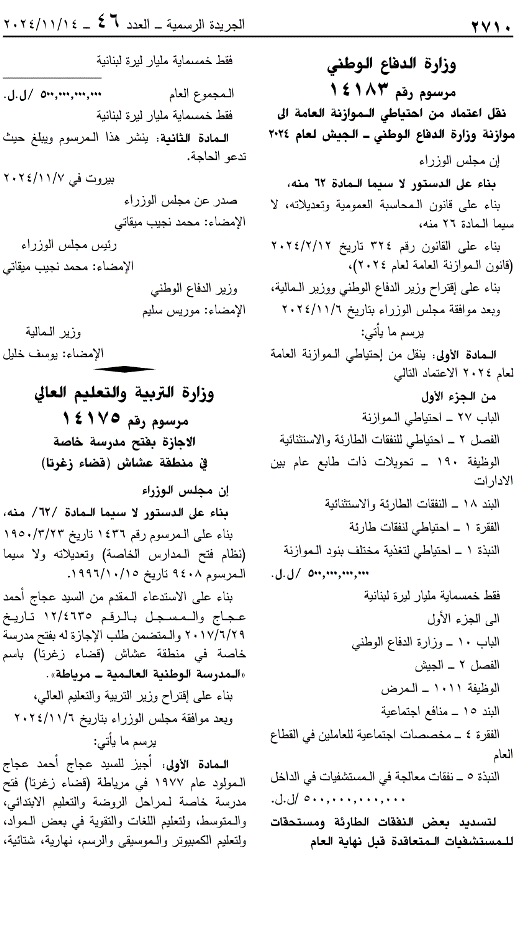 ٢٧١٠
الجريدة الرسمية ـ العدد ٤٦ ـ ٢٠٢٤/١١/١٤
وزارة الدفاع الوطني
مرسوم رقم ١٤١٨٣
نقل اعتماد من احتياطي الموازنة العامة الى
موازنة وزارة الدفاع الوطني ـ الجيش لعام ٢٠٢٤
إن مجلس الوزراء
بناء على الدستور لا سيما المادة ٦٢ منه،
بناء على قانون المحاسبة العمومية وتعديلاته، لا
سيما المادة ٢٦ منه،
بناء على القانون رقم ٣٢٤ تاريخ ٢٠٢٤/٢/١٢
(قانون الموازنة العامة لعام ٢٠٢٤)،
بناء على إقتراح وزير الدفاع الوطني ووزير المالية،
وبعد موافقة مجلس الوزراء بتاريخ ٢٠٢٤/١١/٦
يرسم ما يأتي:
المادة الأولى: ينقل من إحتياطي الموازنة العامة
لعام ٢٠٢٤ الاعتماد التالي
من الجزء الأول
الباب ٢٧ ـ احتياطي الموازنة
الفصل ٢ ـ احتياطي للنفقات الطارئة والاستثنائية
الوظيفة ١٩٠ ـ تحويلات ذات طابع عام بين
الادارات
البند ١٨ ـ النفقات الطارئة والاستثنائية
الفقرة ١ ـ احتياطي لنفقات طارئة
النبذة ١ ـ احتياطي لتغذية مختلف بنود الموازنة
٥٠٠,٠٠٠,٠٠٠,٠٠٠ /ل.ل.
فقط خمسماية مليار ليرة لبنانية
الى الجزء الأول
الباب ١٠ ـ وزارة الدفاع الوطني
الفصل ٢ ـ الجيش
الوظيفة ١٠١١ ـ المرض
البند ١٥ ـ منافع اجتماعية
الفقرة ٤ ـ مخصصات اجتماعية للعاملين في القطاع
العام
النبذة ٥ ـ نفقات معالجة في المستشفيات في الداخل
٥٠٠,٠٠٠,٠٠٠,٠٠٠ /ل.ل.
لتسديد بعض النفقات الطارئة ومستحقات
للمستشفيات المتعاقدة قبل نهاية العام
فقط خمسماية مليار ليرة لبنانية
المجموع العام ٥٠٠,٠٠٠,٠٠٠,٠٠٠ /ل.ل.
فقط خمسماية مليار ليرة لبنانية
المادة الثانية: ينشر هذا المرسوم ويبلغ حيث
تدعو الحاجة.
بيروت في ٢٠٢٤/١١/٧
صدر عن مجلس الوزراء
الإمضاء: محمد نجيب ميقاتي
رئيس مجلس الوزراء
الإمضاء: محمد نجيب ميقاتي
وزير الدفاع الوطني
الإمضاء: موريس سليم
وزير المالية
الإمضاء: يوسف خليل
وزارة التربية والتعليم العالي
مرسوم رقم ١٤١٧٥
الاجازة بفتح مدرسة خاصة
في منطقة عشاش (قضاء زغرتا)
إن مجلس الوزراء
بناء على الدستور لا سيما المادة /٦٢/ منه،
بناء على المرسوم رقم ١٤٣٦ تاريخ ١٩٥٠/٣/٢٣
(نظام فتح المدارس الخاصة) وتعديلاته ولا سيما
المرسوم ٩٤٠٨ تاريخ ١٩٩٦/١٠/١٥،
بناء على الاستدعاء المقدم من السيد عجاج أحمد
عجاج والمسجل بالرقم ١٢/٤٦٣٥ تاريخ
٢٠١٧/٦/٢٩ والمتضمن طلب الإجازة له بفتح مدرسة
خاصة في منطقة عشاش (قضاء زغرتا) باسم
«المدرسة الوطنية العالمية ـ مرياطة».
بناء على إقتراح وزير التربية والتعليم العالي،
وبعد موافقة مجلس الوزراء بتاريخ ٢٠٢٤/١١/٦
يرسم ما يأتي:
المادة الأولى: أجيز للسيد عجاج أحمد عجاج
المولود عام ١٩٧٧ في مرياطة (قضاء زغرتا) فتح
مدرسة خاصة لمراحل الروضة والتعليم الابتدائي،
والمتوسط، ولتعليم اللغات والتقوية في بعض المواد،
ولتعليم الكمبيوتر والموسيقى والرسم، نهارية، شتائية،